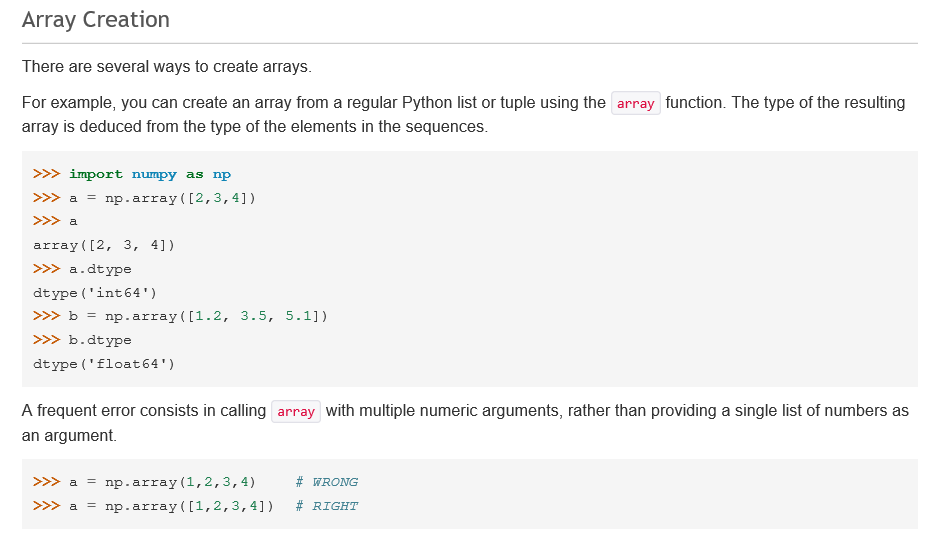 Array Creation
There are several ways to create arrays.
For example, you can create an array from a regular Python list or tuple using the array function. The type of the resulting
array is deduced from the type of the elements in the sequences.
>>> import numpy as np
>>> a = np.array([2,3,4])
>>> a
array([2, 3, 4])
>>> a.dtype
dtype('int64')
>>> b = np.array([1.2, 3.5, 5.1])
>>> b.dtype
dtype('float64')
A frequent error consists in calling array with multiple numeric arguments, rather than providing a single list of numbers as
an argument.
>>> a = np.array(1,2,3,4)    # WRONG
>>> a = np.array([1,2,3,4])  # RIGHT